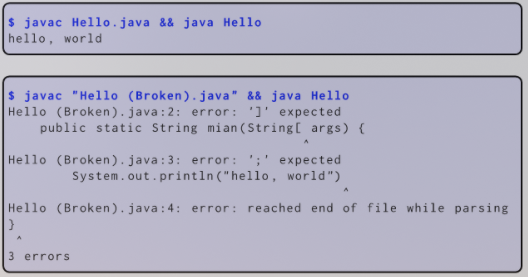 $ javac Hello.java && java Hello
hello, world
$ javac "Hello (Broken).java" && java Hello
Hello (Broken).java:2: error: ']' expected
    public static String mian(String[ args) {
                                      ^
Hello (Broken).java:3: error: ';' expected
        System.out.println("hello, world")
                                          ^
Hello (Broken).java:4: error: reached end of file while parsing
}
 ^
3 errors